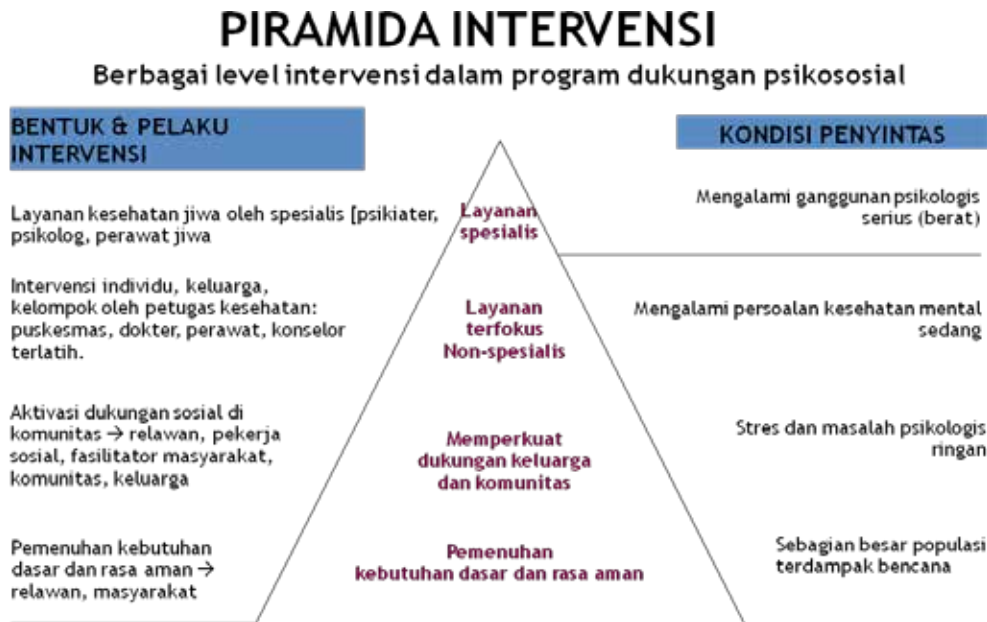 PIRAMIDA INTERVENSI
Berbagai level intervensi dalam program dukungan psikososial
BENTUK & PELAKU
INTERVENSI
KONDISI PENYINTAS
Layanan kesehatan jiwa oleh spesialis [psikiater,
psikolog, perawat jiwa
Layanan
spesialis
Mengalami ganggunan psikologis
serius (berat)
Intervensi individu, keluarga,
kelompok oleh petugas kesehatan:
puskesmas, dokter, perawat, konselor
terlatih.
Layanan
terfokus
Non-spesialis
Mengalami persoalan kesehatan mental
sedang
Aktivasi dukungan sosial di
komunitas → relawan, pekerja
sosial, fasilitator masyarakat,
komunitas, keluarga
Memperkuat
dukungan keluarga
dan komunitas
Stres dan masalah psikologis
ringan
Pemenuhan kebutuhan
dasar dan rasa aman →
relawan, masyarakat
Pemenuhan
kebutuhan dasar dan rasa aman
Sebagian besar populasi
terdampak bencana